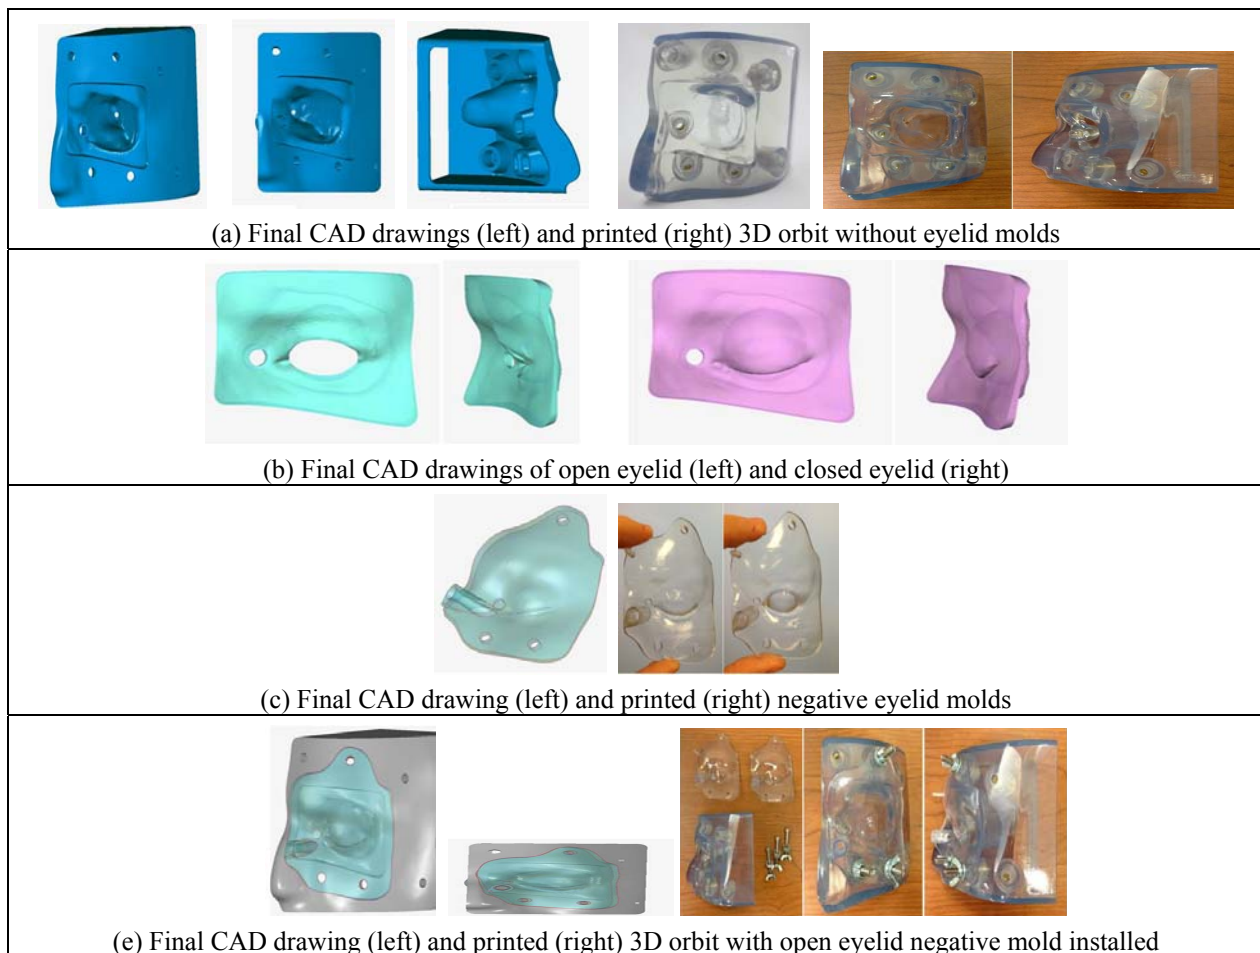 (a) Final CAD drawings (left) and printed (right) 3D orbit without eyelid molds
(b) Final CAD drawings of open eyelid (left) and closed eyelid (right)
(c) Final CAD drawing (left) and printed (right) negative eyelid molds
(e) Final CAD drawing (left) and printed (right) 3D orbit with open eyelid negative mold installed